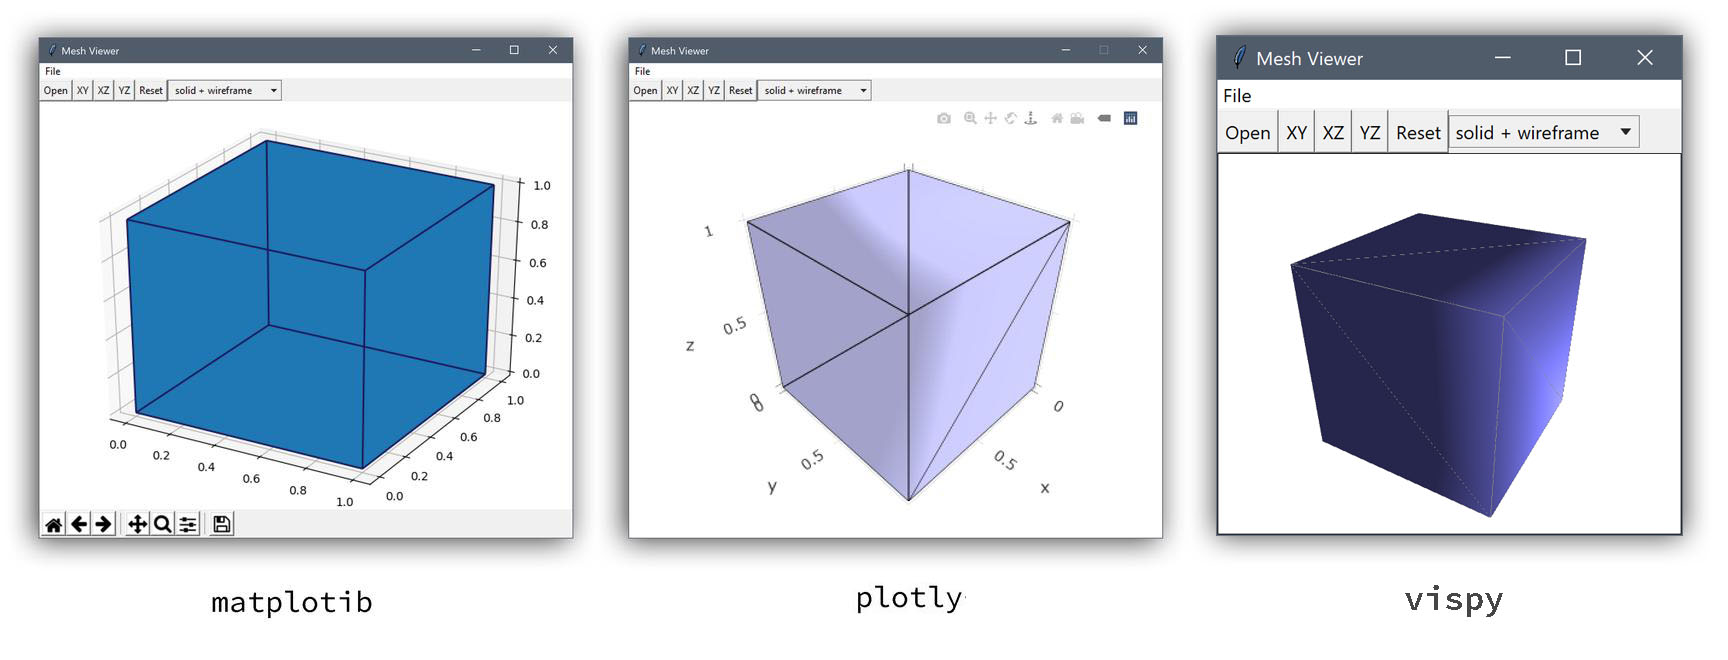 Mesh Viewer
File
Open XY XZ YZ Reset solid + wireframe
1.0
0.8
0.6
0.4
0.2
0.0
0.0 0.2 0.4 0.6 0.8 1.0
0.0 0.2 0.4 0.6 0.8 1.0
matplotib
Mesh Viewer
File
Open XY XZ YZ Reset solid + wireframe
1
0.5
z
0
0
0.5
y
0
0.5
x
plotly
Mesh Viewer
File
Open XY XZ YZ Reset solid + wireframe
vispy